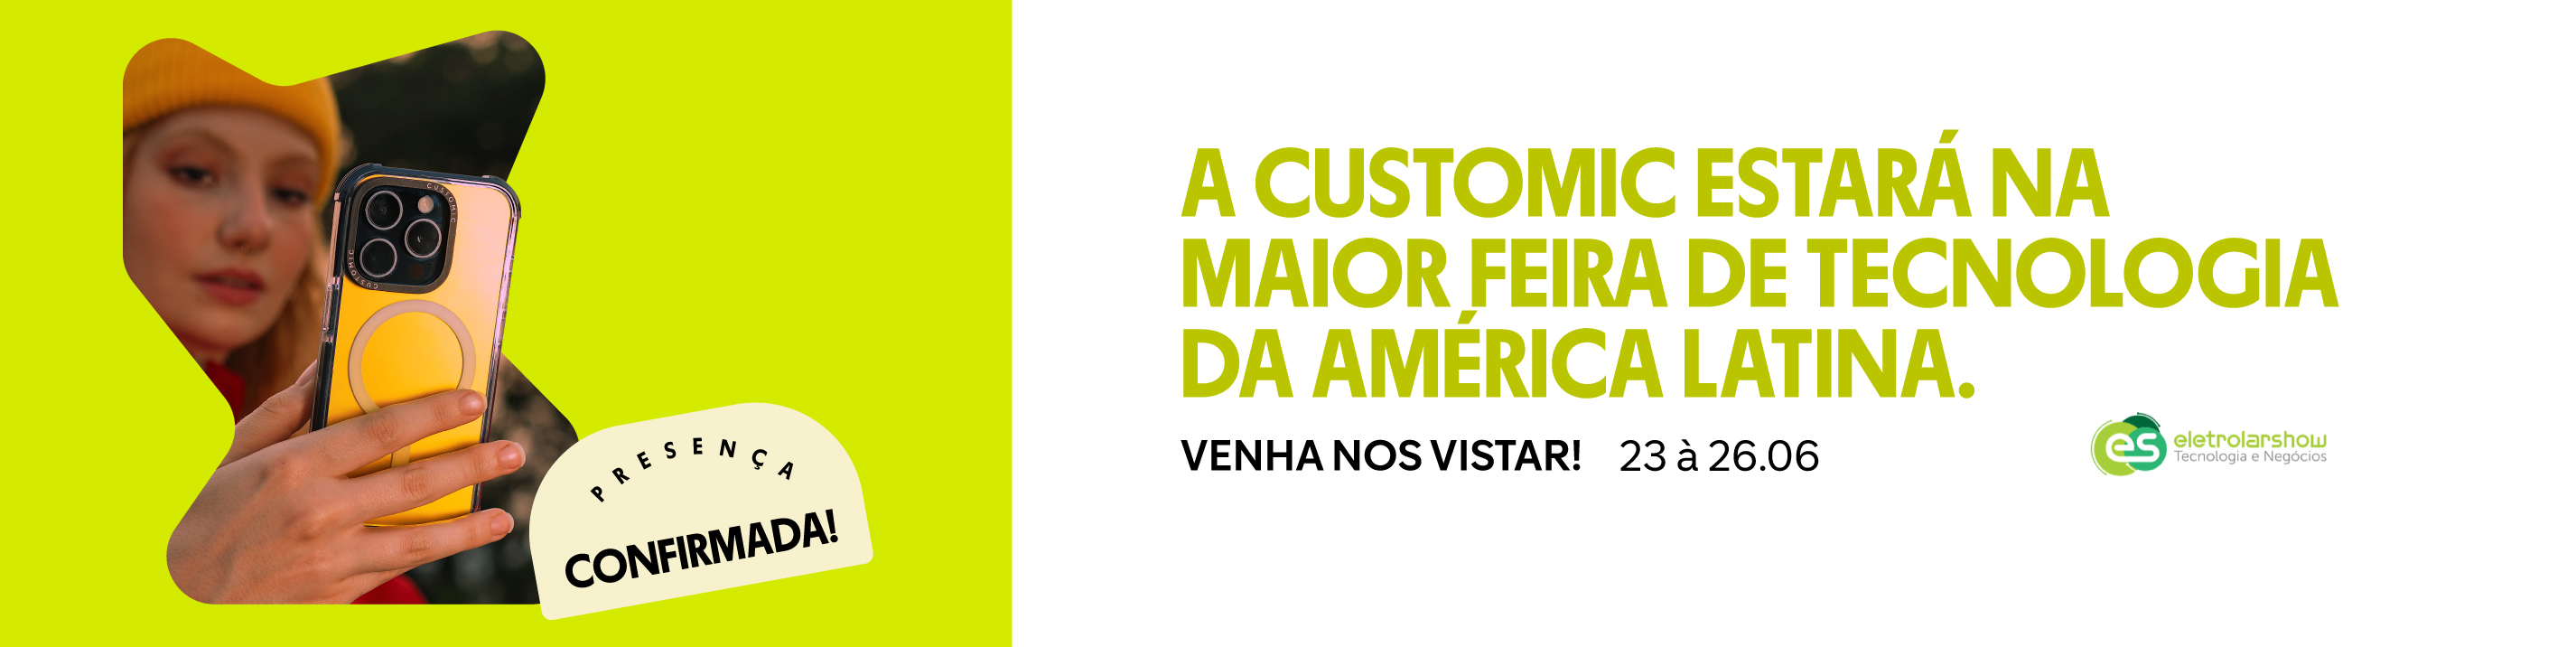 CUSTOMIC
CUSTOMIC
PRESENÇA
CONFIRMADA!
A CUSTOMIC ESTARÁ NA
MAIOR FEIRA DE TECNOLOGIA
DA AMÉRICA LATINA.
VENHA NOS VISTAR! 23 à 26.06
es eletrolarshow
Tecnologia e Negócios